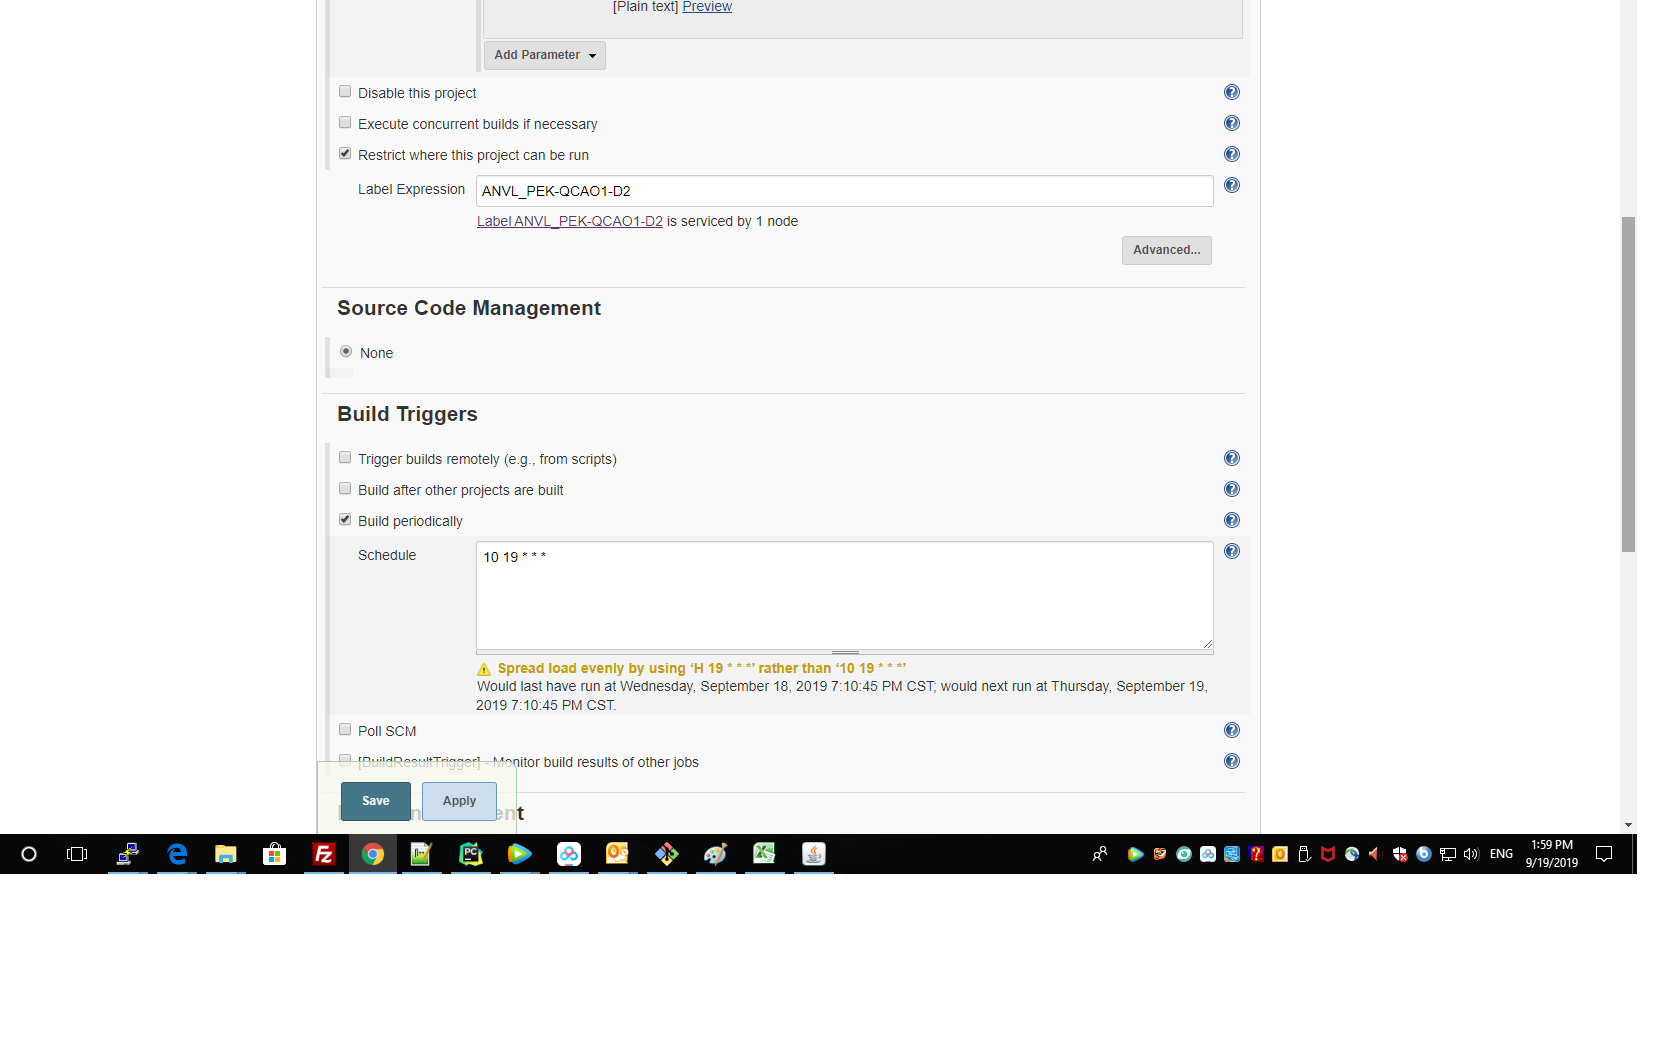 [Plain text] Preview
Add Parameter
Disable this project
Execute concurrent builds if necessary
Restrict where this project can be run
Label Expression
ANVL_PEK-QCAO1-D2
Label ANVL_PEK-QCAO1-D2 is serviced by 1 node
Advanced...
Source Code Management
None
Build Triggers
Trigger builds remotely (e.g., from scripts)
Build after other projects are built
Build periodically
Schedule
10 19 * * *
Spread load evenly by using ‘H 19 * * *’ rather than ‘10 19 * * *’
Would last have run at Wednesday, September 18, 2019 7:10:45 PM CST; would next run at Thursday, September 19,
2019 7:10:45 PM CST.
Poll SCM
[BuildResultTrigger] - Monitor build results of other jobs
Save
Apply
ENG
1:59 PM
9/19/2019